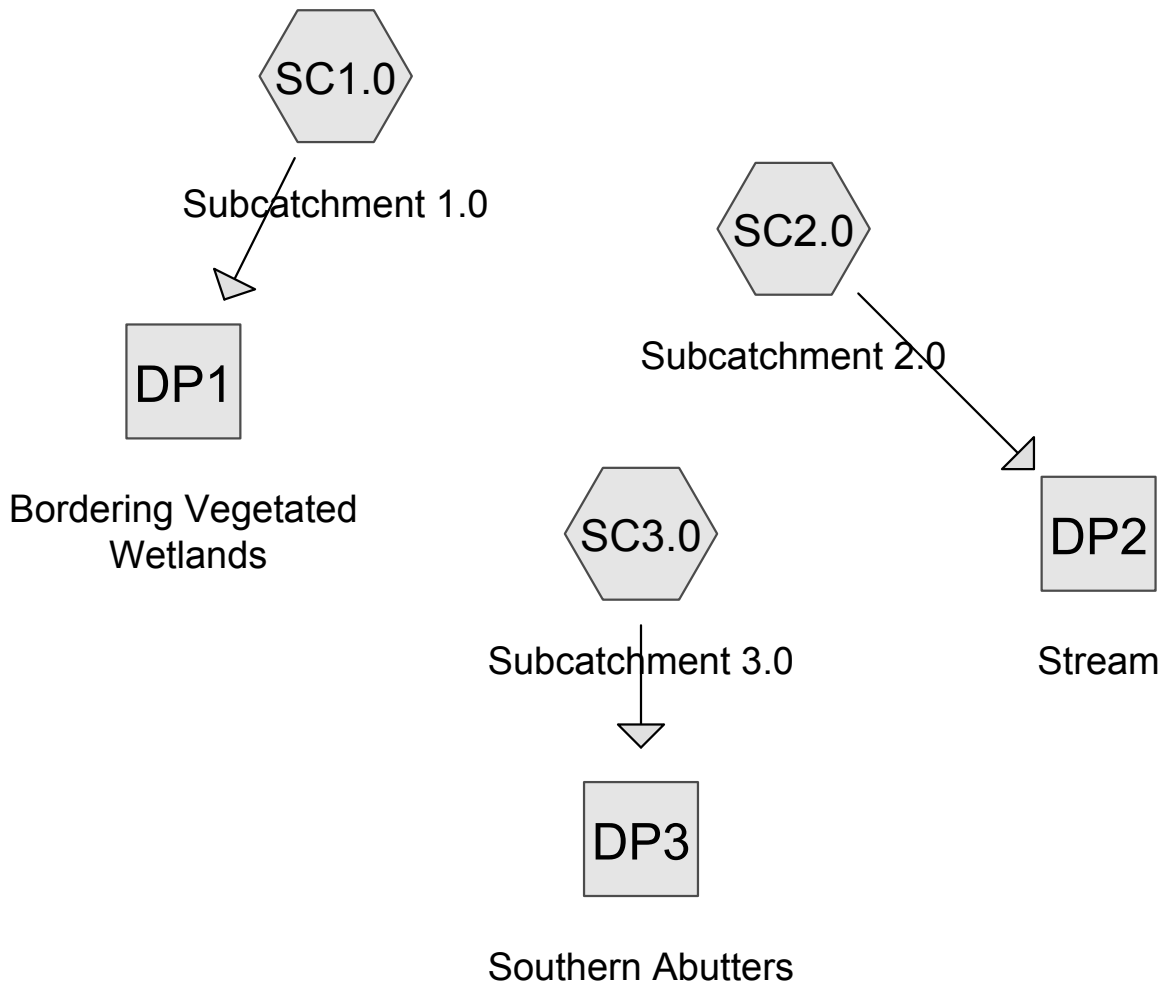 SC1.0
Subcatchment 1.0
DP1
Bordering Vegetated
Wetlands
SC2.0
Subcatchment 2.0
DP2
Stream
SC3.0
Subcatchment 3.0
DP3
Southern Abutters